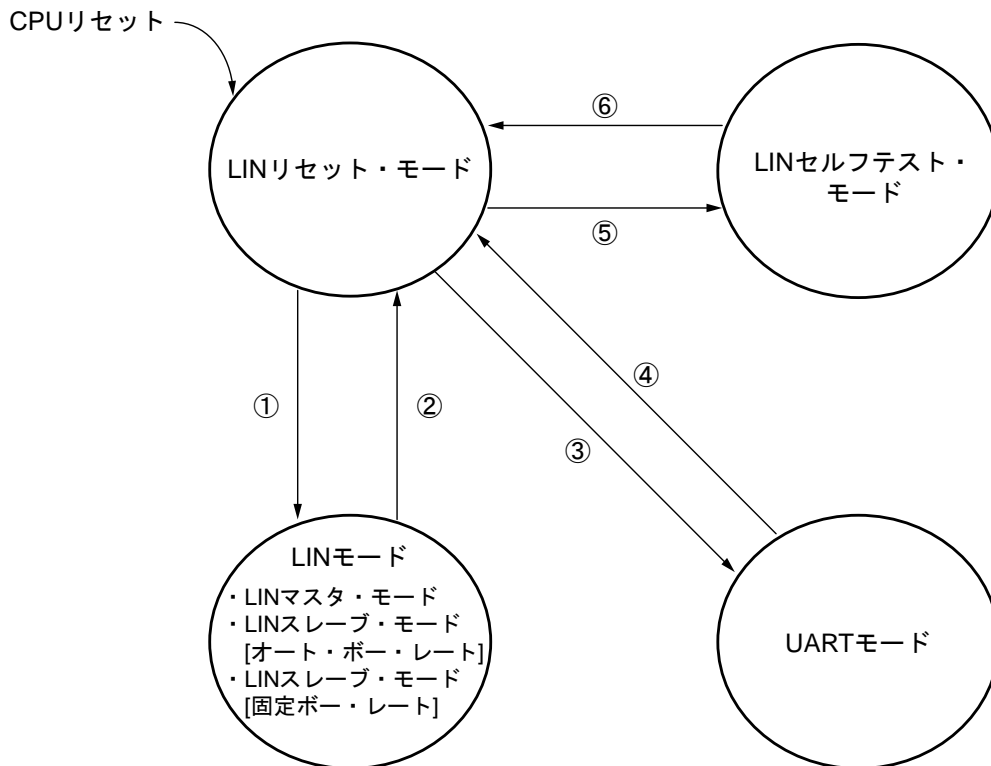 CPUリセット
⑥
LINリセット・モード
LINセルフテスト・
モード
⑤
④
①
②
③
LINモード
・LINマスタ・モード
・LINスレーブ・モード
[オート・ボー・レート]
・LINスレーブ・モード
[固定ボー・レート]
UARTモード